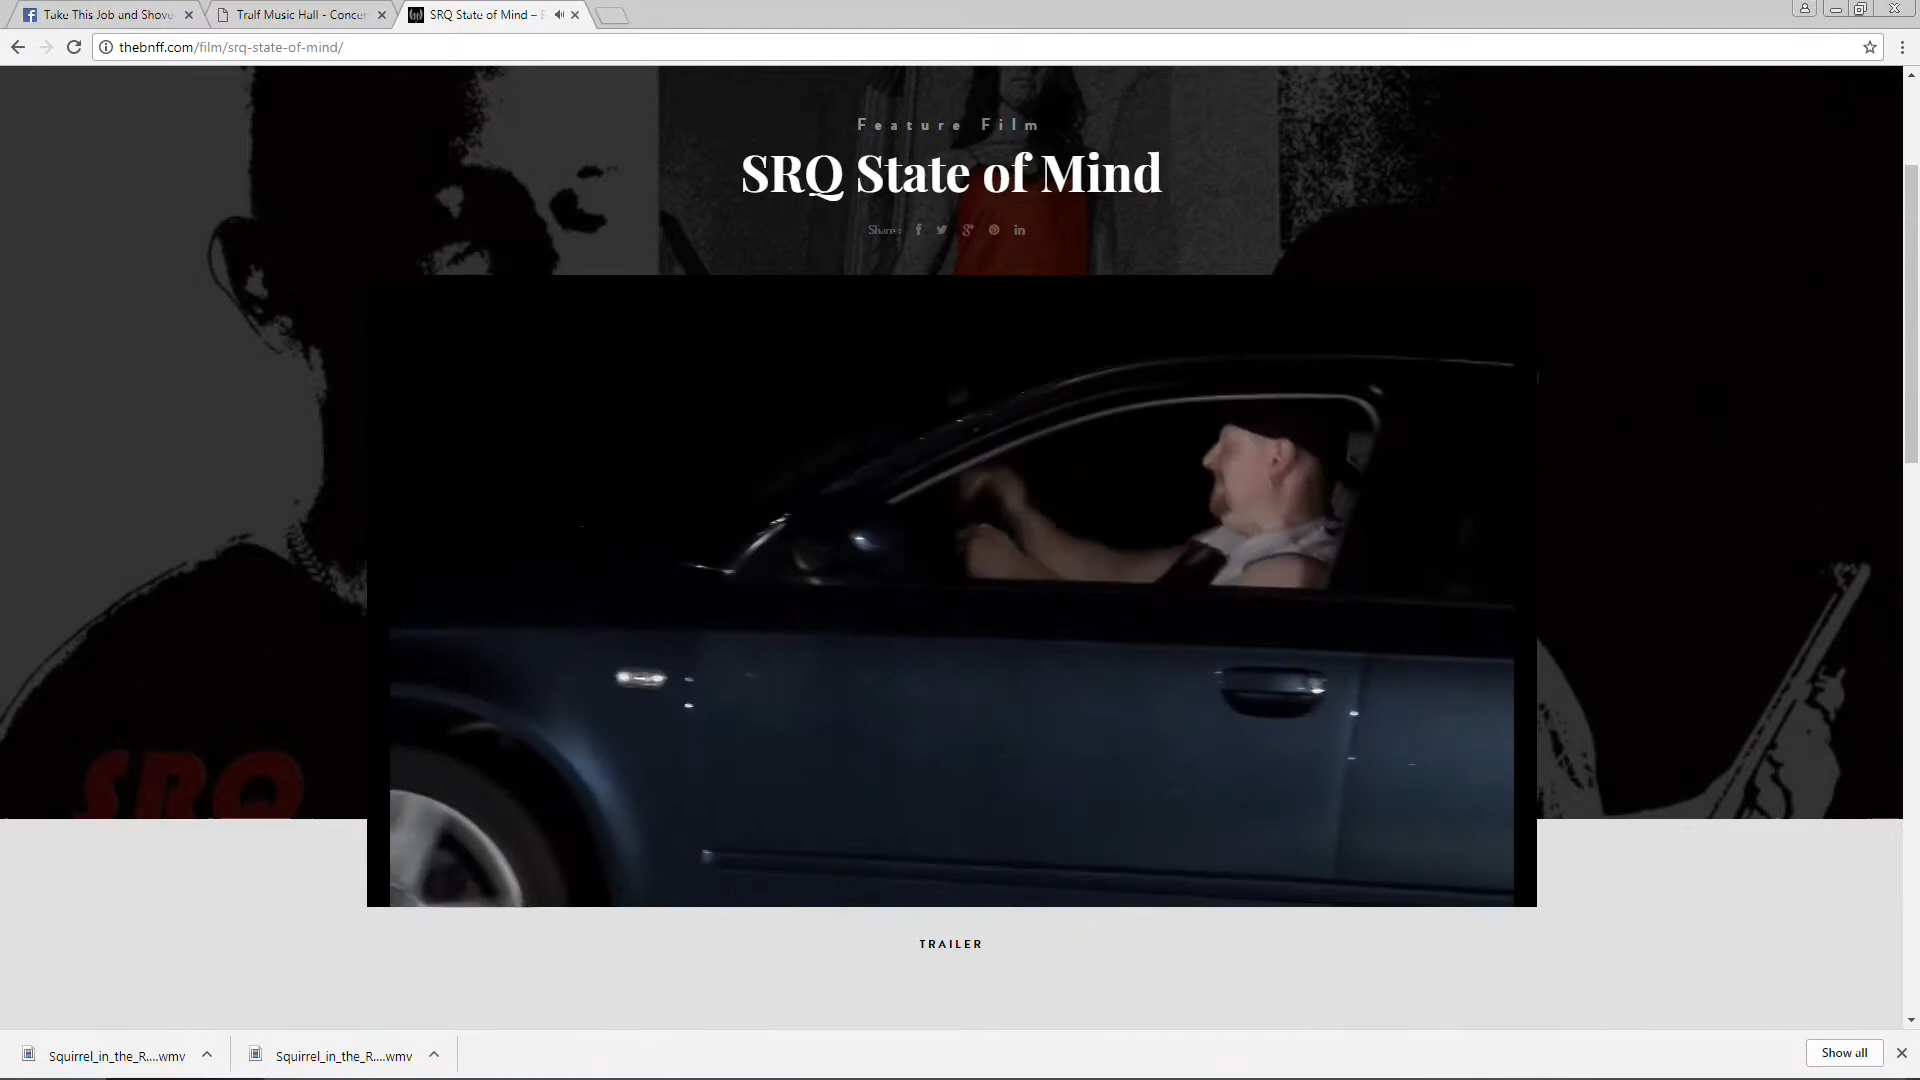 Take This Job and Shove
Trulf Music Hall - Concer
SRQ State of Mind –
thebnff.com/film/srq-state-of-mind/
Feature Film
SRQ State of Mind
Share:
SRQ
TRAILER
Squirrel_in_the_R....wmv
Squirrel_in_the_R....wmv
Show all